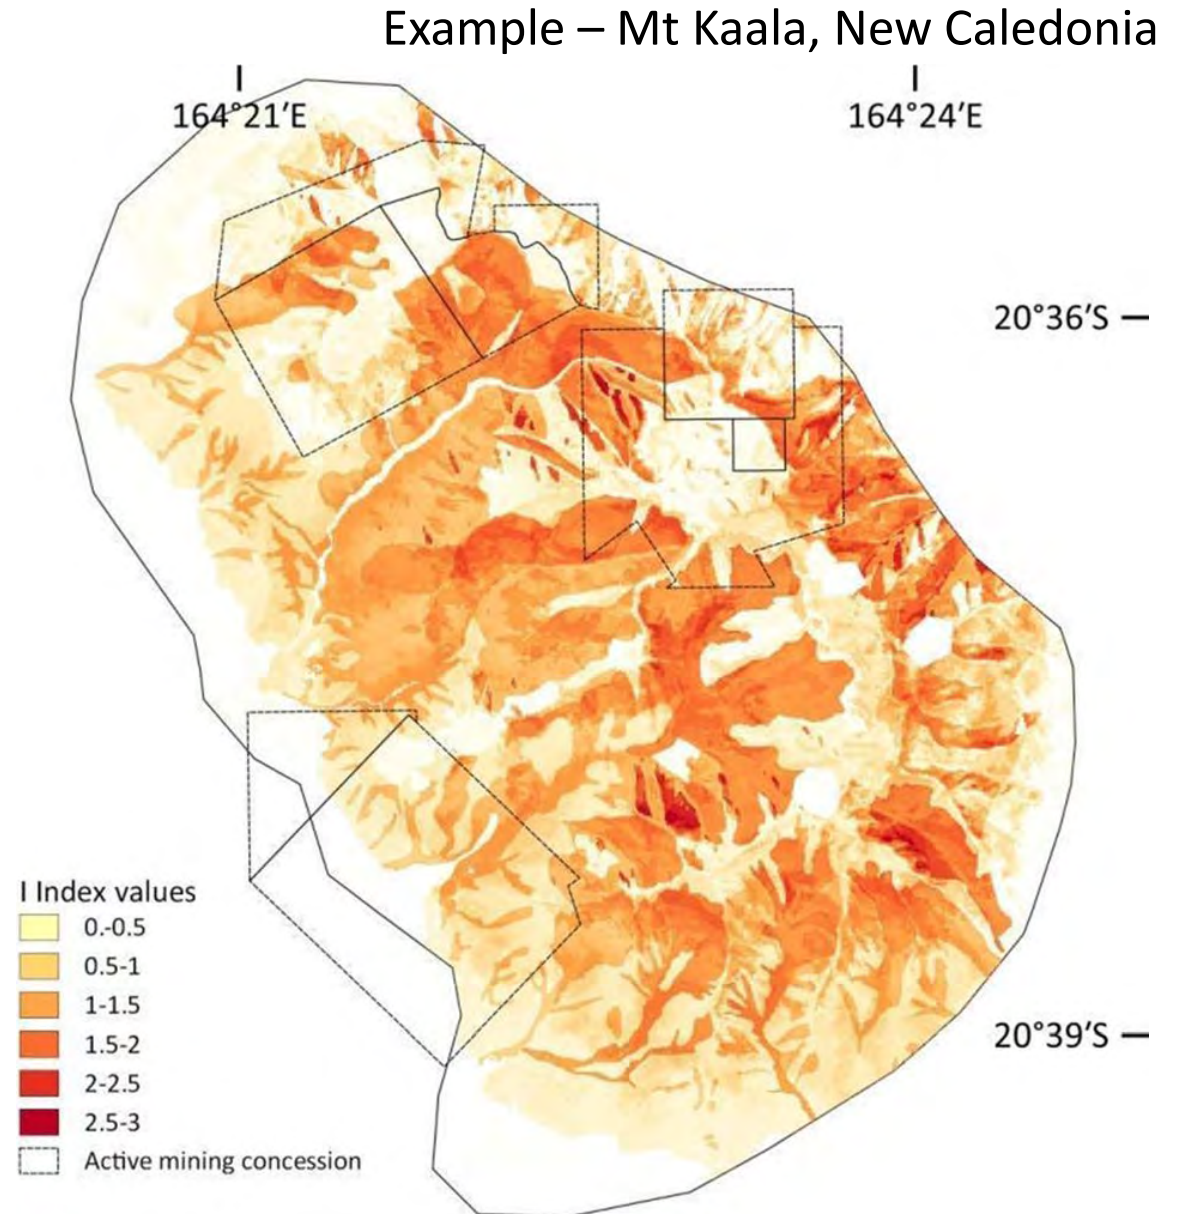 Example – Mt Kaala, New Caledonia
164°21′E
164°24′E
20°36′S
20°39′S
I Index values
0.-0.5
0.5-1
1-1.5
1.5-2
2-2.5
2.5-3
Active mining concession